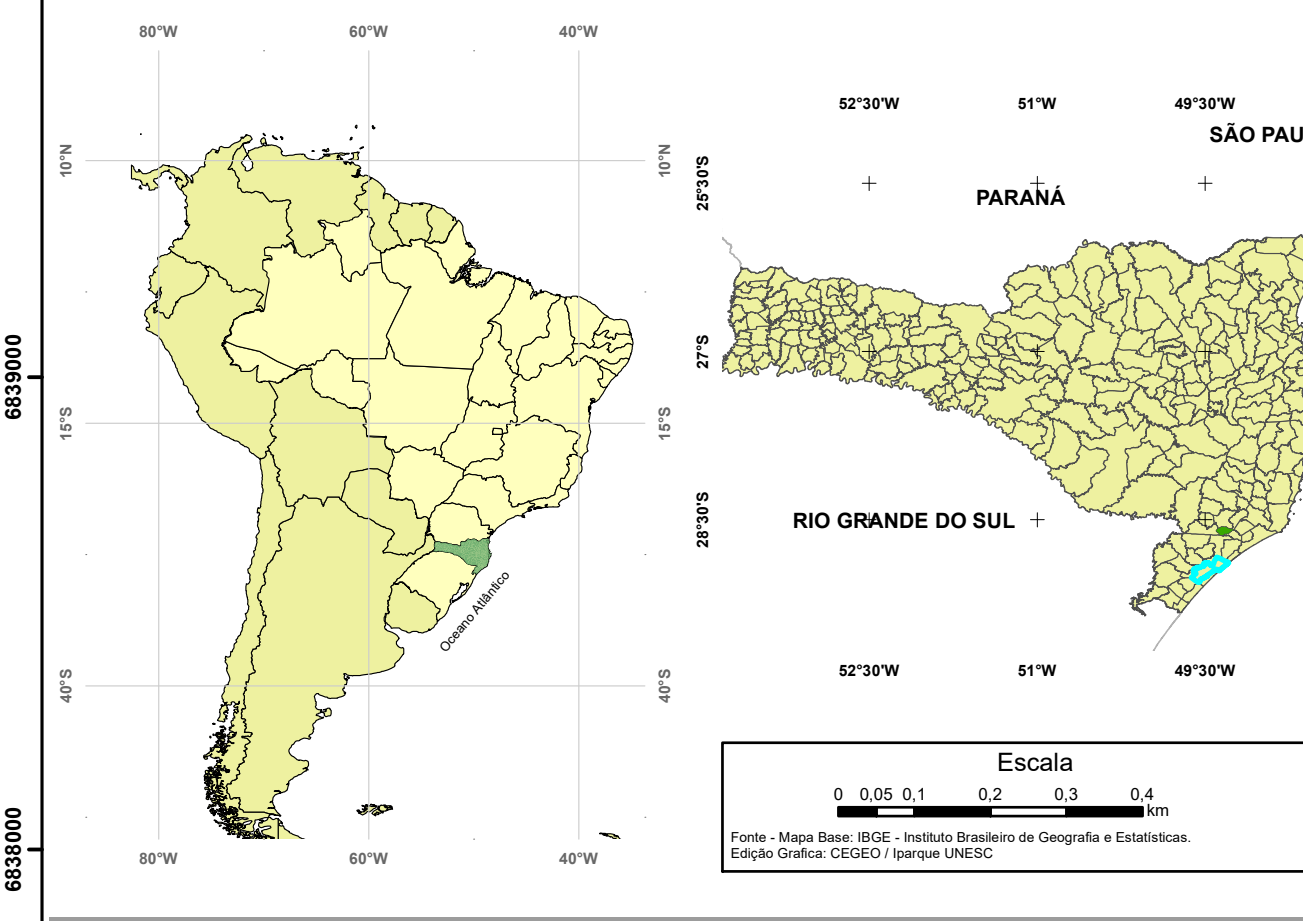 80°W 60°W 40°W
10°N 10°N
15°S 15°S
40°S 40°S
80°W 60°W 40°W
Oceano Atlântico
6839000
6838000
52°30'W 51°W 49°30'W
SÃO PAU
25°30'S
PARANÁ
27°S
28°30'S
RIO GRANDE DO SUL
52°30'W 51°W 49°30'W
Escala
0 0,05 0,1 0,2 0,3 0,4
km
Fonte - Mapa Base: IBGE - Instituto Brasileiro de Geografia e Estatísticas.
Edição Grafica: CEGEO / Iparque UNESC